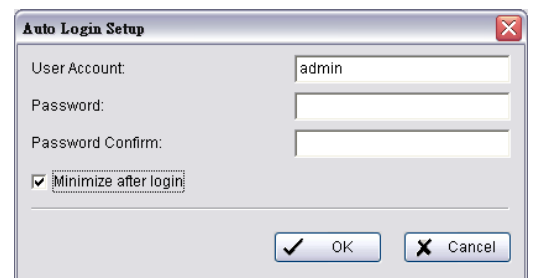 Auto Login Setup
User Account: admin
Password:
Password Confirm:
Minimize after login
OK Cancel